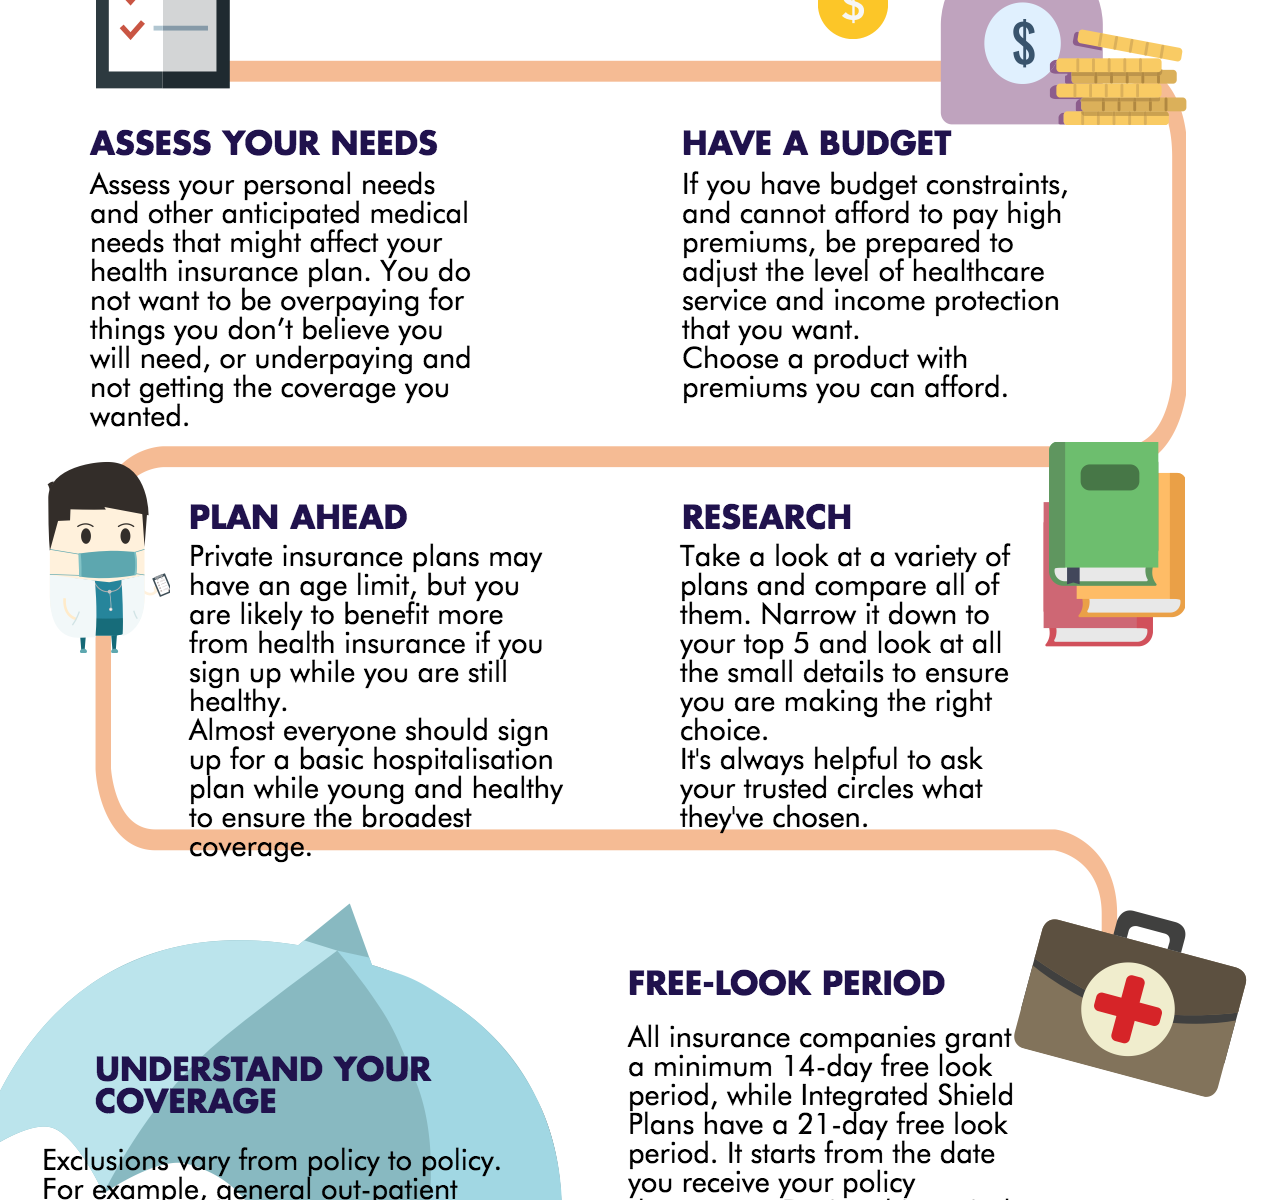 $
$
ASSESS YOUR NEEDS
Assess your personal needs
and other anticipated medical
needs that might affect your
health insurance plan. You do
not want to be overpaying for
things you don’t believe you
will need, or underpaying and
not getting the coverage you
wanted.
HAVE A BUDGET
If you have budget constraints,
and cannot afford to pay high
premiums, be prepared to
adjust the level of healthcare
service and income protection
that you want.
Choose a product with
premiums you can afford.
PLAN AHEAD
Private insurance plans may
have an age limit, but you
are likely to benefit more
from health insurance if you
sign up while you are still
healthy.
Almost everyone should sign
up for a basic hospitalisation
plan while young and healthy
to ensure the broadest
coverage.
RESEARCH
Take a look at a variety of
plans and compare all of
them. Narrow it down to
your top 5 and look at all
the small details to ensure
you are making the right
choice.
It's always helpful to ask
your trusted circles what
they've chosen.
UNDERSTAND YOUR
COVERAGE
Exclusions vary from policy to policy.
For example, general out-patient
FREE-LOOK PERIOD
All insurance companies grant
a minimum 14-day free look
period, while Integrated Shield
Plans have a 21-day free look
period. It starts from the date
you receive your policy